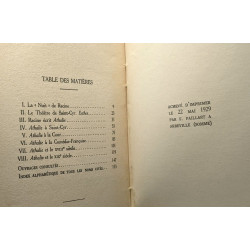 TABLE DES MATIÈRES
I. La « Nuit » de Racine
II. Le Théâtre de Saint-Cyr Esther
III. Racine écrit Athalie
IV. Athalie à Saint-Cyr
V. Athalie à la Cour
VI. Athalie à la Comédie-Française
VII. Athalie et le XVIIIe siècle
VIII. Athalie et le XIXe siècle
OUVRAGES CONSULTÉS
INDEX ALPHABÉTIQUE DE TOUS LES NOMS CITÉS
ACHEVÉ D'IMPRIMER
LE 22 MAI 1929
PAR F. PAILLART A
ABBEVILLE (SOMME)